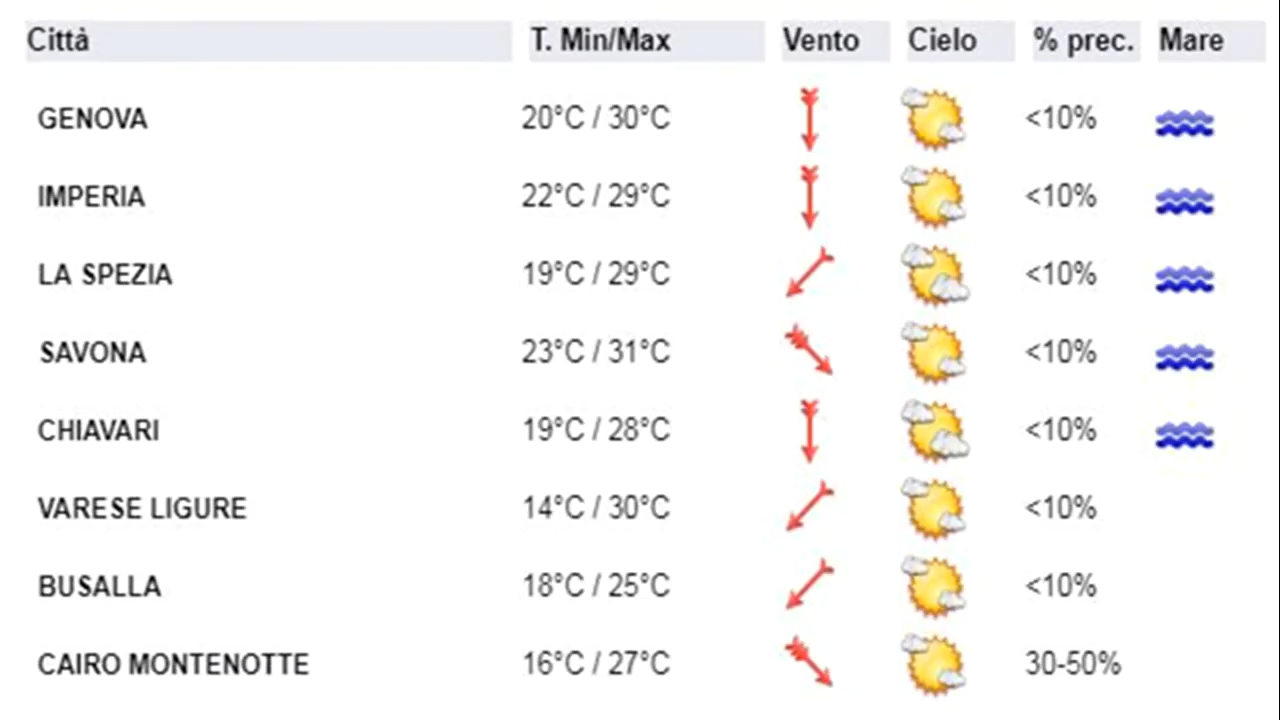 Città T. Min/Max Vento Cielo % prec. Mare
GENOVA 20°C / 30°C <10%
IMPERIA 22°C / 29°C <10%
LA SPEZIA 19°C / 29°C <10%
SAVONA 23°C / 31°C <10%
CHIAVARI 19°C / 28°C <10%
VARESE LIGURE 14°C / 30°C <10%
BUSALLA 18°C / 25°C <10%
CAIRO MONTENOTTE 16°C / 27°C 30-50%